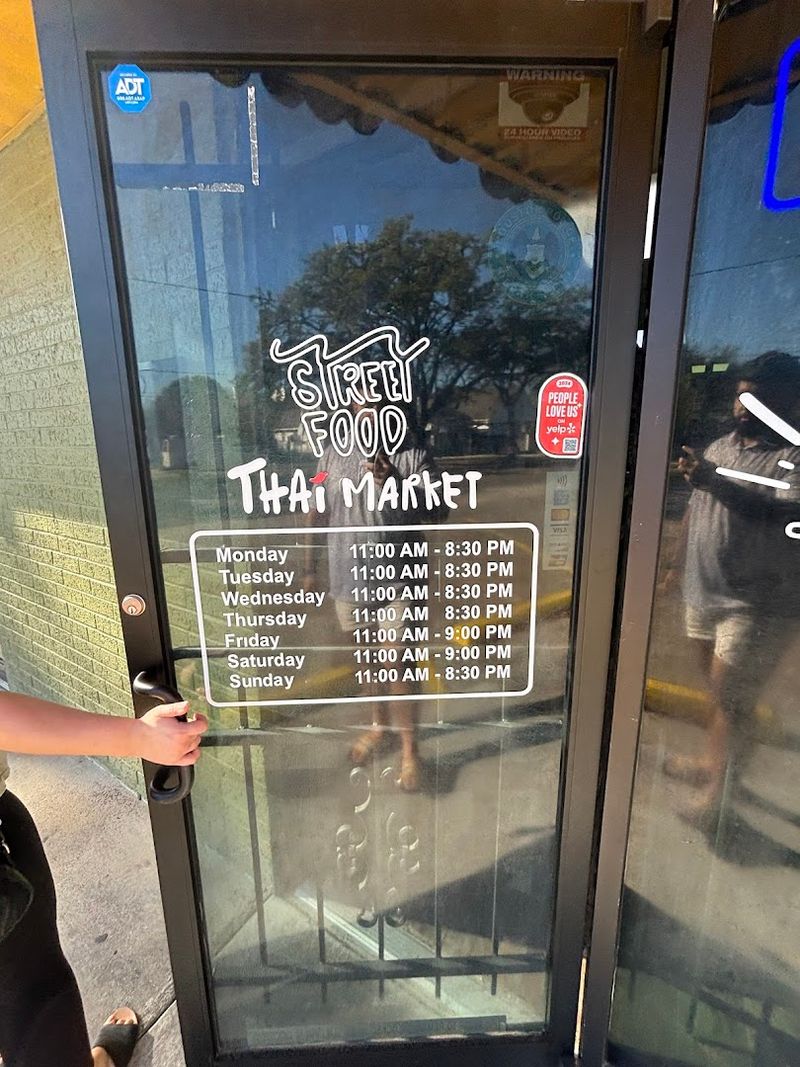 ADT
WARNING
24 HOUR VIDEO
STREET
FOOD
THAI MARKET
2024
PEOPLE
LOVE US
ON
yelp
VISA
Monday 11:00 AM - 8:30 PM
Tuesday 11:00 AM - 8:30 PM
Wednesday 11:00 AM - 8:30 PM
Thursday 11:00 AM 8:30 PM
Friday 11:00 AM - 9:00 PM
Saturday 11:00 AM - 9:00 PM
Sunday 11:00 AM - 8:30 PM